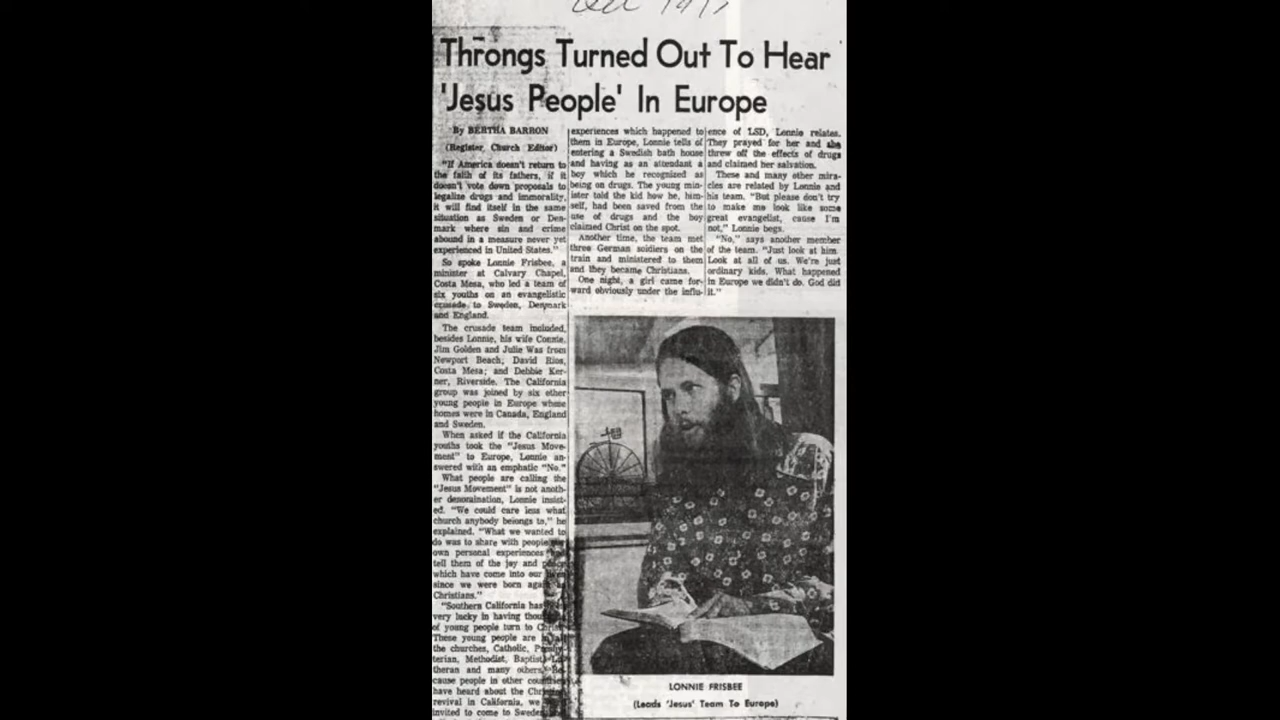 Throngs Turned Out To Hear
'Jesus People' In Europe
By BERTHA BARRON
(Register Church Editor)
"If America doesn't return to
the faith of its fathers, if it
doesn't vote down proposals to
legalize drugs and immorality,
it will find itself in the same
situation as Sweden or Den-
mark where sin and crime
abound in a measure never yet
experienced in United States."
So spoke Lonnie Frisbee, a
minister at Calvary Chapel,
Costa Mesa, who led a team of
six youths on an evangelistic
crusade to Sweden, Denmark
and England.
The crusade team included,
besides Lonnie, his wife Connie,
Jim Golden and Julie Was from
Newport Beach; David Rios,
Costa Mesa; and Debbie Ker-
ner, Riverside. The California
group was joined by six other
young people in Europe whose
homes were in Canada, England
and Sweden.
When asked if the California
youths took the "Jesus Move-
ment" to Europe, Lonnie an-
swered with an emphatic "No."
What people are calling the
"Jesus Movement" is not anoth-
er denomination, Lonnie insist-
ed. "We could care less what
church anybody belongs to," he
explained. "What we wanted to
do was to share with people
own personal experiences
tell them of the joy and
which have come into our
since we were born
Christians."
"Southern California has
very lucky in having
of young people turn to
These young people are
the churches, Catholic,
terian, Methodist, Baptist,
theran and many others.
cause people in other
have heard about the
revival in California, we
invited to come to
experiences which happened to
them in Europe, Lonnie tells of
entering a Swedish bath house
and having as an attendant a
boy which he recognized as
being on drugs. The young min-
ister told the kid how he, him-
self, had been saved from the
use of drugs and the boy
claimed Christ on the spot.
Another time, the team met
three German soldiers on the
train and ministered to them
and they became Christians.
One night, a girl came for-
ward obviously under the influ-
ence of LSD, Lonnie relates.
They prayed for her and she
threw off the effects of drugs
and claimed her salvation.
These and many other mira-
cles are related by Lonnie and
his team. "But please don't try
to make me look like some
great evangelist, cause I'm
not," Lonnie begs.
"No," says another member
of the team. "Just look at him.
Look at all of us. We're just
ordinary kids. What happened
in Europe we didn't do. God did
it."
LONNIE FRISBEE
(Leads 'Jesus' Team To Europe)